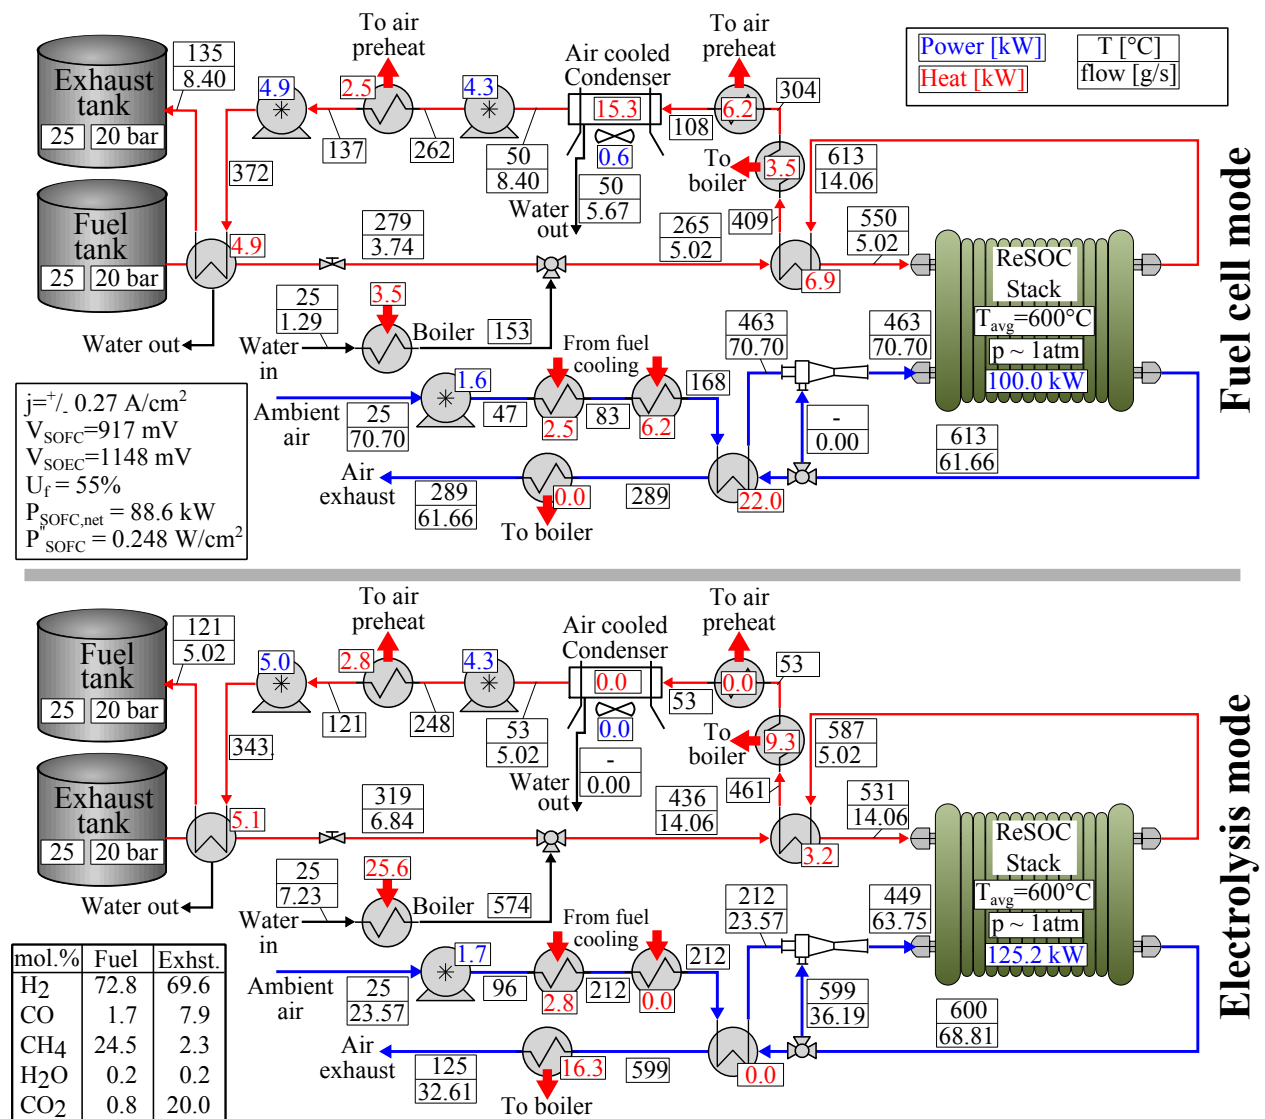 To air
preheat
Air cooled
Condenser
To air
preheat
Power [kW]
Heat [kW]
T [°C]
flow [g/s]
135
8.40
Exhaust
tank
25
20 bar
4.9
2.5
4.3
15.3
6.2
304
137
262
108
50
8.40
0.6
To
boiler
3.5
613
14.06
372
Water
out
50
5.67
Fuel
tank
25
20 bar
4.9
279
3.74
265
5.02
409
550
5.02
6.9
ReSOC
Stack
Tavg=600°C
p ~ 1atm
100.0 kW
Fuel cell mode
Water out
25
1.29
3.5
Water
in
Boiler
153
From fuel
cooling
463
70.70
463
70.70
Ambient
air
25
70.70
1.6
47
2.5
83
6.2
168
-
0.00
613
61.66
Air
exhaust
289
61.66
0.0
289
22.0
To boiler
j=+/- 0.27 A/cm2
VSOFC=917 mV
VSOEC=1148 mV
Uf = 55%
PSOFC,net = 88.6 kW
P"SOFC = 0.248 W/cm2
To air
preheat
Air cooled
Condenser
To air
preheat
121
5.02
Fuel
tank
25
20 bar
5.0
2.8
4.3
0.0
0.0
53
121
248
53
53
5.02
0.0
To
boiler
9.3
587
5.02
343.
Water
out
-
0.00
Exhaust
tank
25
20 bar
5.1
319
6.84
436
14.06
461
531
14.06
3.2
ReSOC
Stack
Tavg=600°C
p ~ 1atm
125.2 kW
Electrolysis mode
Water out
25
7.23
25.6
Water
in
Boiler
574
From fuel
cooling
212
23.57
449
63.75
Ambient
air
25
23.57
1.7
96
2.8
212
0.0
212
599
36.19
600
68.81
Air
exhaust
125
32.61
16.3
599
0.0
To boiler
mol.% Fuel Exhst.
H2 72.8 69.6
CO 1.7 7.9
CH4 24.5 2.3
H2O 0.2 0.2
CO2 0.8 20.0